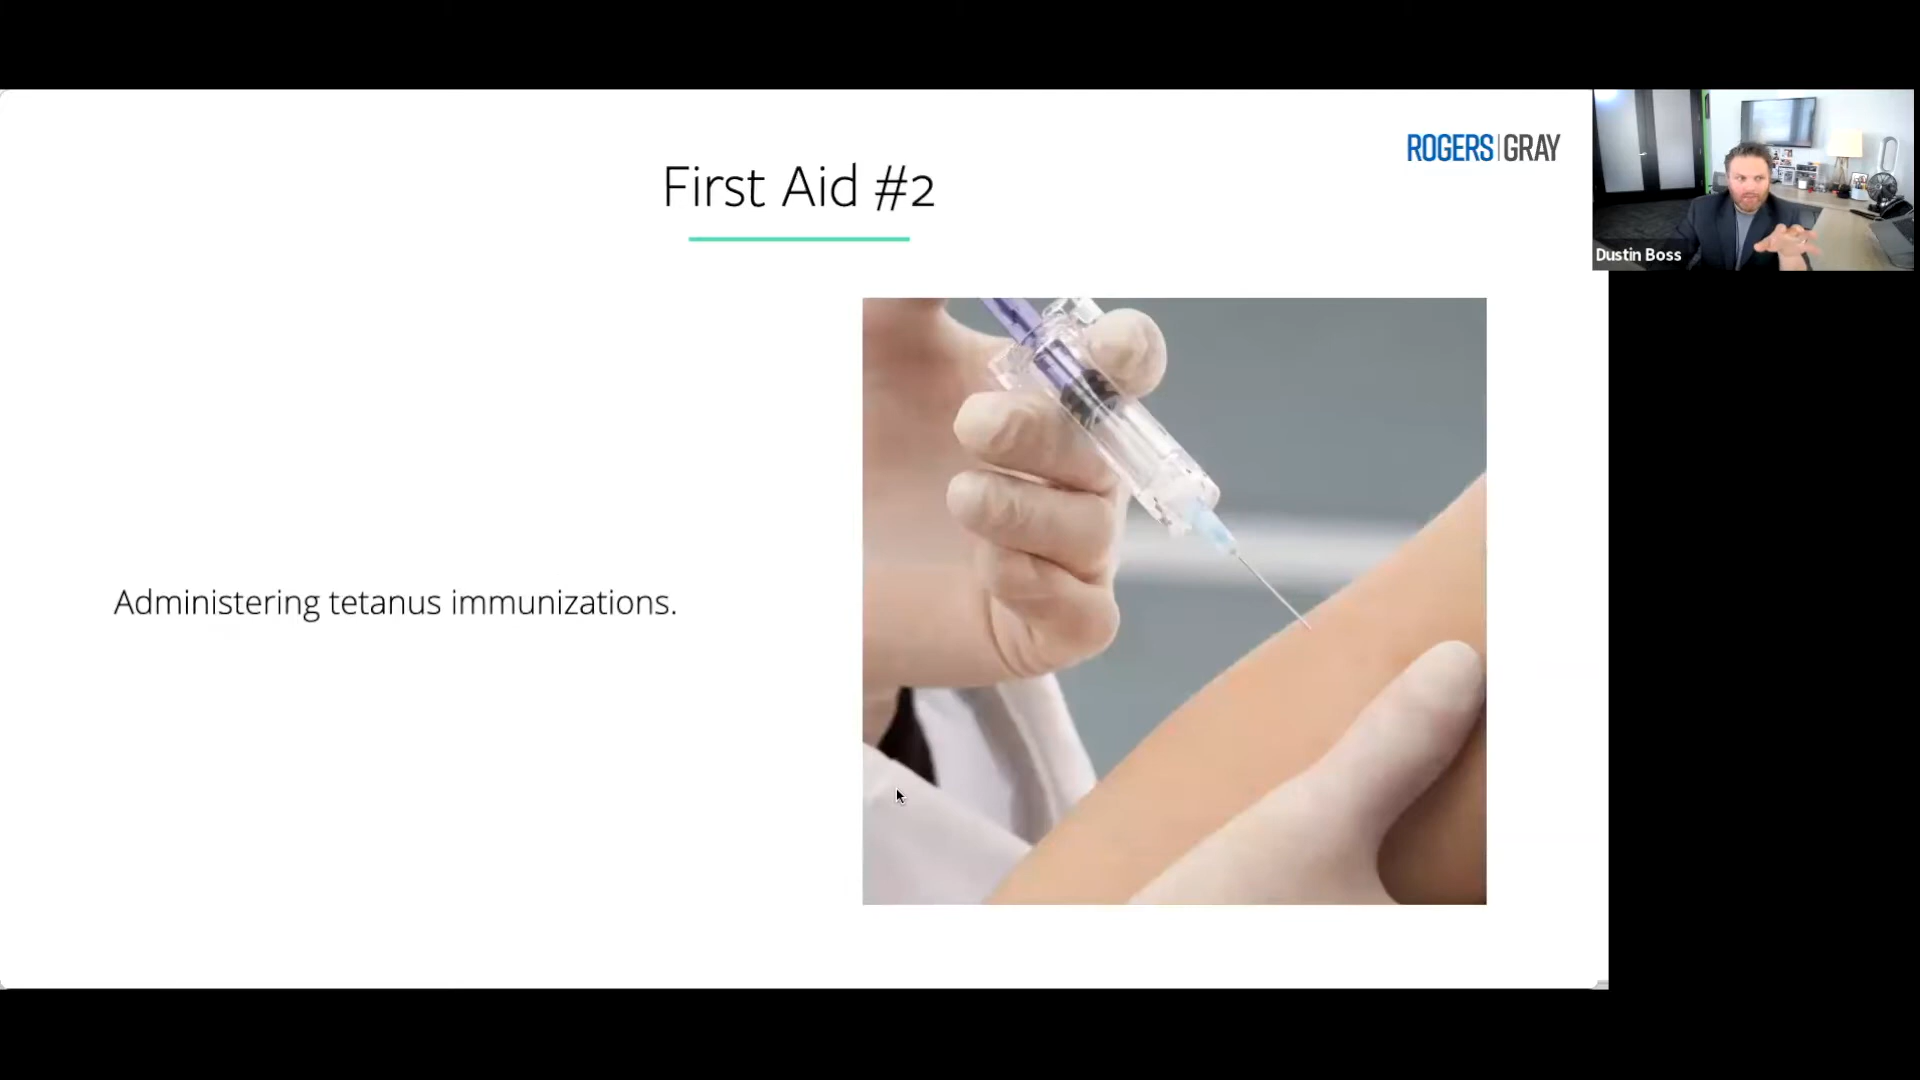 First Aid #2
ROGERS|GRAY
Dustin Boss
Administering tetanus immunizations.